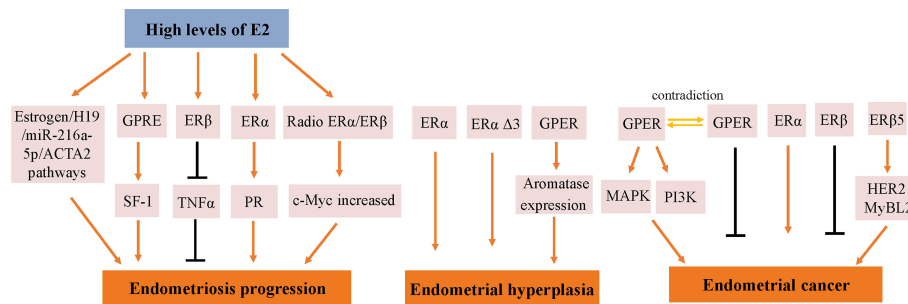 High levels of E2
Estrogen/H19
/miR-216a-
5p/ACTA2
pathways
GPRE
ERβ
ERα
Radio ERα/ERβ
SF-1
TNFα
PR
c-Myc increased
Endometriosis progression
ERα
ERα Δ3
GPER
Aromatase
expression
Endometrial hyperplasia
contradiction
GPER
GPER
ERα
ERβ
ERβ5
MAPK
PI3K
HER2
MyBL2
Endometrial cancer